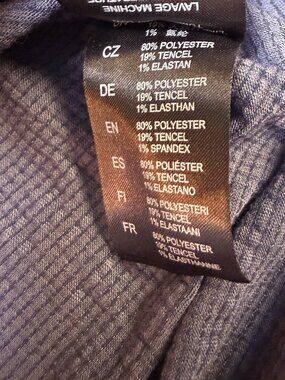 LAVAGE MACHINE
1%
CZ 80% POLYESTER
19% TENCEL
1% ELASTAN
DE 80% POLYESTER
19% TENCEL
1% ELASTHAN
EN 80% POLYESTER
19% TENCEL
1% SPANDEX
ES 80% POLIÉSTER
19% TENCEL
1% ELASTANO
FI 80% POLYESTERI
19% TENCEL
1% ELASTAANI
FR 80% POLYESTER
19% TENCEL
1% ELASTHANNE